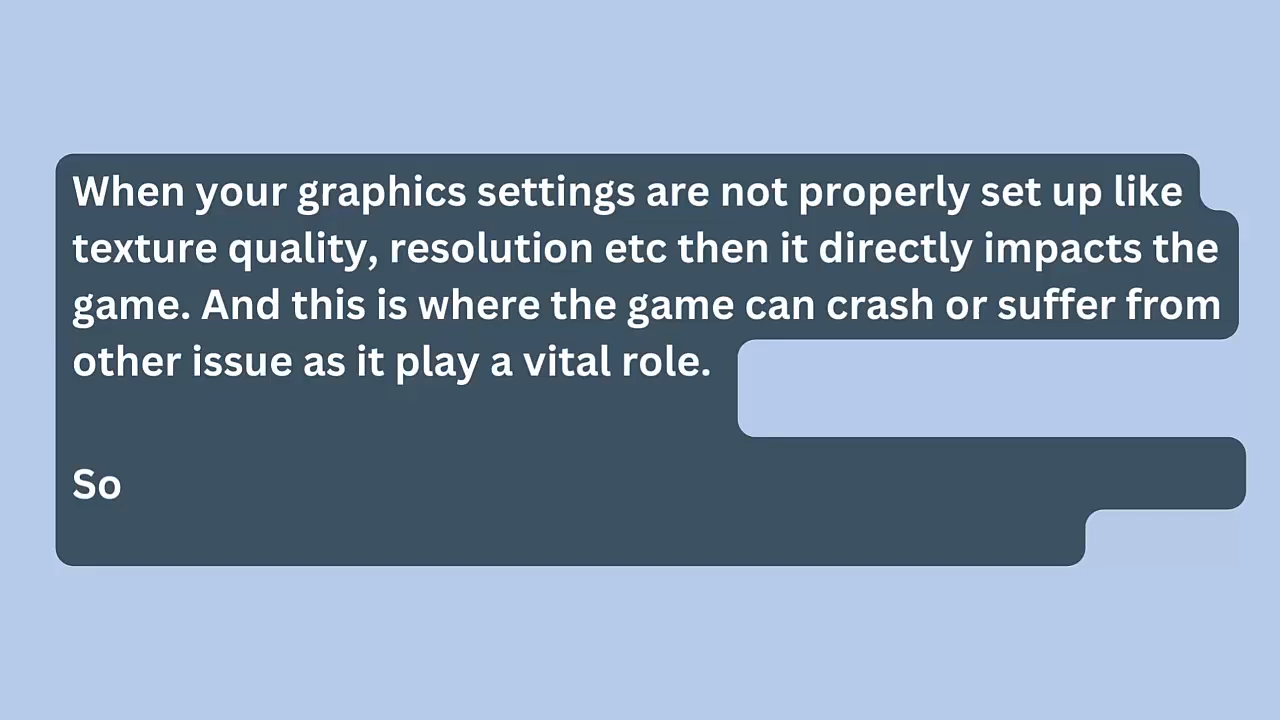 When your graphics settings are not properly set up like
texture quality, resolution etc then it directly impacts the
game. And this is where the game can crash or suffer from
other issue as it play a vital role.
So